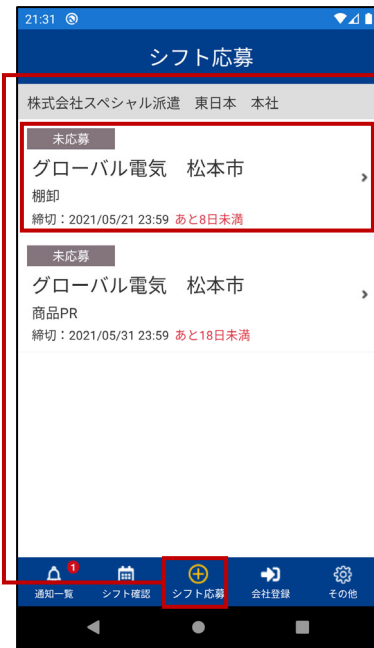 21:31
シフト応募
株式会社スペシャル派遣　東日本　本社
未応募
グローバル電気　松本市
棚卸
締切：2021/05/21 23:59 あと8日未満
未応募
グローバル電気　松本市
商品PR
締切：2021/05/31 23:59 あと18日未満
1
通知一覧 シフト確認 シフト応募 会社登録 その他